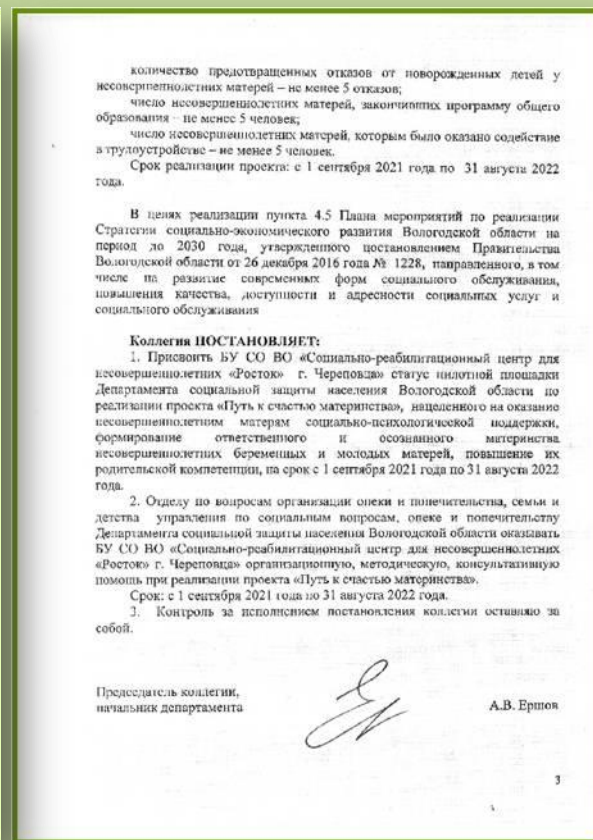 количество предотвращенных отказов от новорожденных детей у
несовершеннолетних матерей – не менее 5 отказов;
число несовершеннолетних матерей, закончивших программу общего
образования – не менее 5 человек;
число несовершеннолетних матерей, которым было оказано содействие
в трудоустройстве – не менее 5 человек.
Срок реализации проекта: с 1 сентября 2021 года по 31 августа 2022
года.
В целях реализации пункта 4.5 Плана мероприятий по реализации
Стратегии социально-экономического развития Вологодской области на
период до 2030 года, утвержденного постановлением Правительства
Вологодской области от 26 декабря 2016 года № 1228, направленного, в том
числе на развитие современных форм социального обслуживания,
повышения качества, доступности и адресности социальных услуг и
социального обслуживания
Коллегия ПОСТАНОВЛЯЕТ:
1. Присвоить БУ СО ВО «Социально-реабилитационный центр для
несовершеннолетних «Росток» г. Череповца» статус пилотной площадки
Департамента социальной защиты населения Вологодской области по
реализации проекта «Путь к счастью материнства», нацеленного на оказание
несовершеннолетним матерям социально-психологической поддержки,
формирование ответственного и осознанного материнства
несовершеннолетних беременных и молодых матерей, повышение их
родительской компетенции, на срок с 1 сентября 2021 года по 31 августа 2022
года.
2. Отделу по вопросам организации опеки и попечительства, семьи и
детства управления по социальным вопросам, опеке и попечительству
Департамента социальной защиты населения Вологодской области оказывать
БУ СО ВО «Социально-реабилитационный центр для несовершеннолетних
«Росток» г. Череповца» организационную, методическую, консультативную
помощь при реализации проекта «Путь к счастью материнства».
Срок: с 1 сентября 2021 года по 31 августа 2022 года.
3. Контроль за исполнением постановления коллегии оставляю за
собой.
Председатель коллегии,
начальник департамента
А.В. Ершов
3